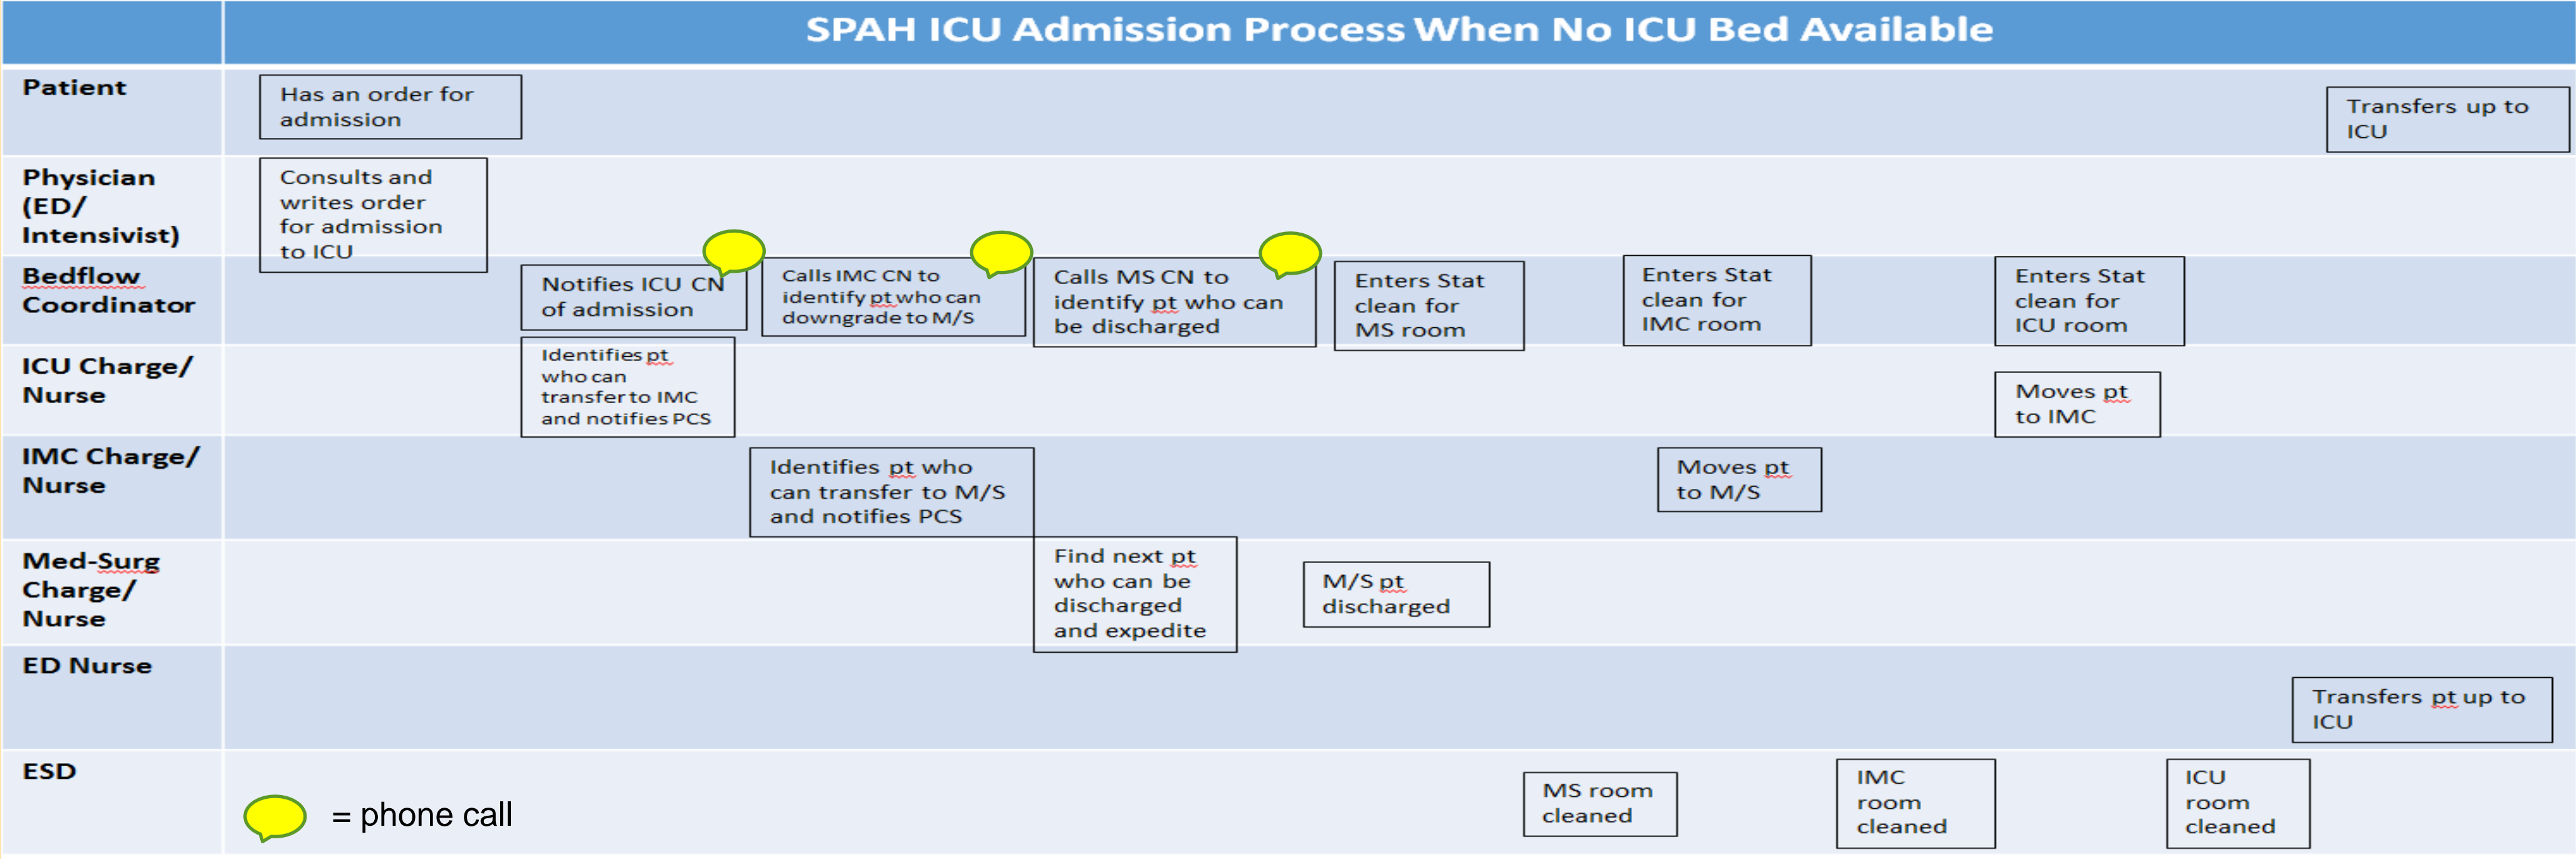 SPAH ICU Admission Process When No ICU Bed Available
Patient
Has an order for
admission
Transfers up to
ICU
Physician
(ED/
Intensivist)
Consults and
writes order
for admission
to ICU
Bedflow
Coordinator
Notifies ICU CN
of admission
Calls IMC CN to
identify pt who can
downgrade to M/S
Calls MS CN to
identify pt who can
be discharged
Enters Stat
clean for
MS room
Enters Stat
clean for
IMC room
Enters Stat
clean for
ICU room
ICU Charge/
Nurse
Identifies pt
who can
transfer to IMC
and notifies PCS
Moves pt
to IMC
IMC Charge/
Nurse
Identifies pt who
can transfer to M/S
and notifies PCS
Moves pt
to M/S
Med-Surg
Charge/
Nurse
Find next pt
who can be
discharged
and expedite
M/S pt
discharged
ED Nurse
Transfers pt up to
ICU
ESD
MS room
cleaned
IMC
room
cleaned
ICU
room
cleaned
= phone call